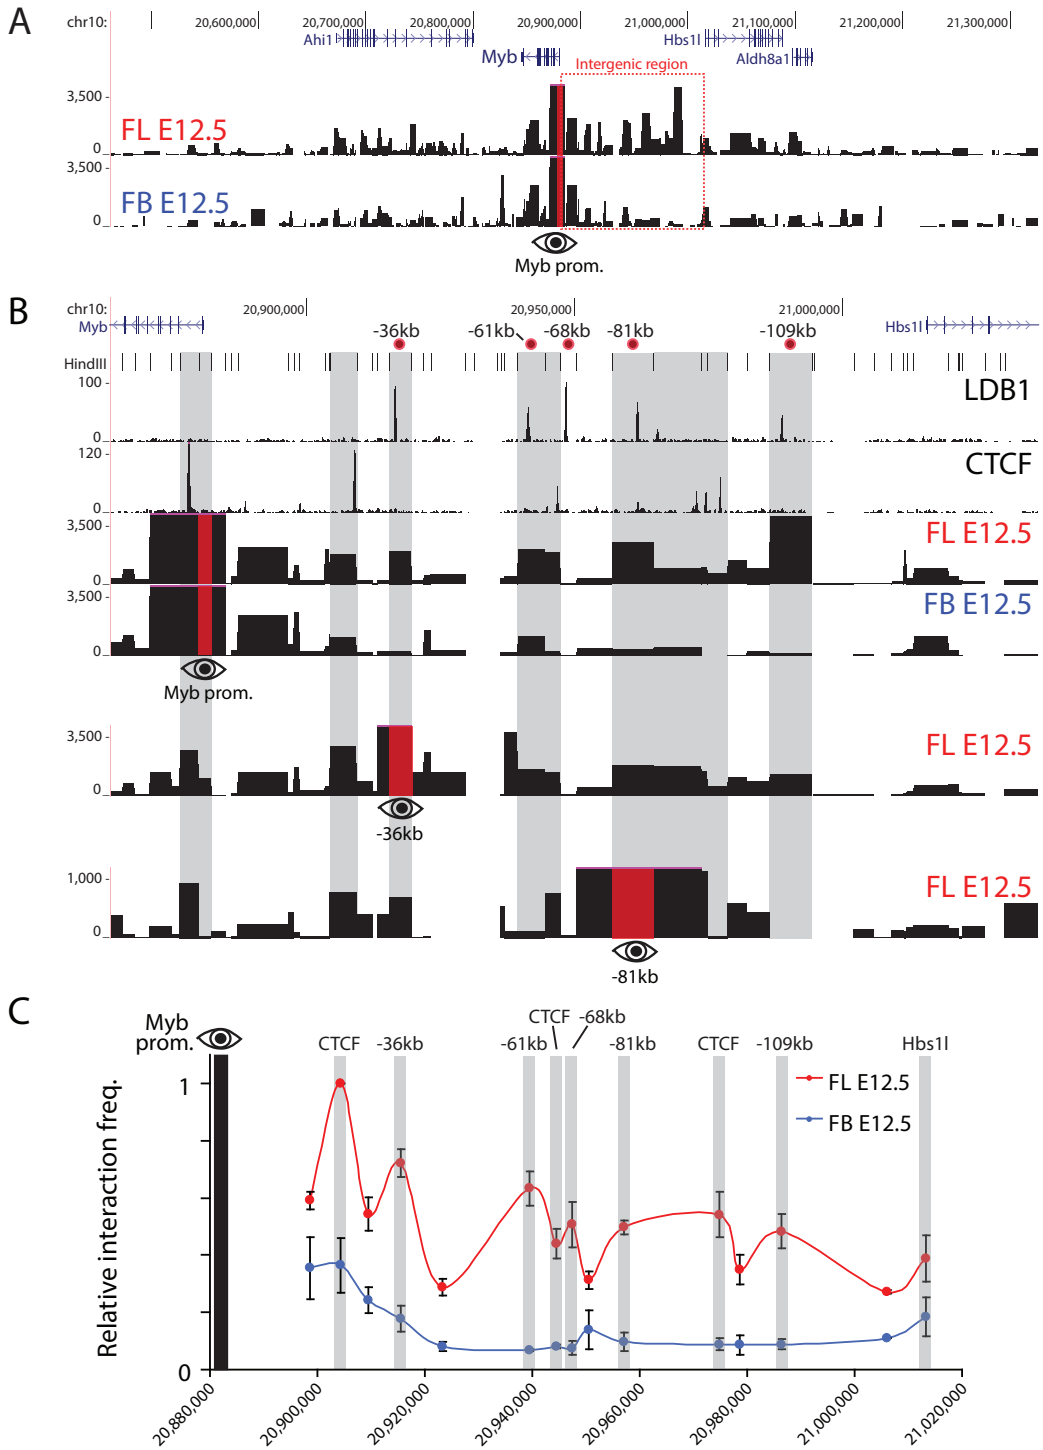 A
chr10: 20,600,000 20,700,000 20,800,000 20,900,000 21,000,000 21,100,000 21,200,000 21,300,000
Ahi1 Hbs1l
Myb Aldh8a1
Intergenic region
3,500
FL E12.5
0
3,500
FB E12.5
0
Myb prom.
B
chr10: 20,900,000 20,950,000 21,000,000
Myb Hbs1l
-36kb -61kb -68kb -81kb -109kb
HindIII
100
LDB1
0
120
CTCF
0
3,500
FL E12.5
0
3,500
FB E12.5
0
Myb prom.
3,500
FL E12.5
0
-36kb
1,000
FL E12.5
0
-81kb
C
Myb prom.
CTCF -36kb -61kb CTCF -68kb -81kb CTCF -109kb Hbs1l
1
FL E12.5
FB E12.5
Relative interaction freq.
0
20,880,000 20,900,000 20,920,000 20,940,000 20,960,000 20,980,000 21,000,000 21,020,000